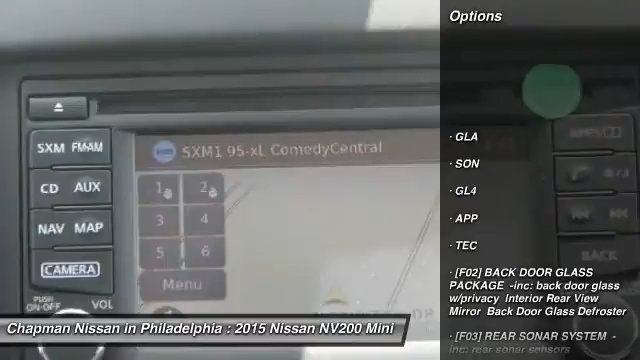 Options
SXM FM·AM
SXM1 95-xL ComedyCentral
CD AUX
1 2
NAV MAP
3 4
CAMERA
5 6
PUSH ON·OFF
VOL
Menu
BACK
· GLA
· SON
· GL4
· APP
· TEC
· [F02] BACK DOOR GLASS
PACKAGE -inc: back door glass
w/privacy Interior Rear View
Mirror Back Door Glass Defroster
· [F03] REAR SONAR SYSTEM -
inc: rear sonar sensors
Chapman Nissan in Philadelphia : 2015 Nissan NV200 Mini